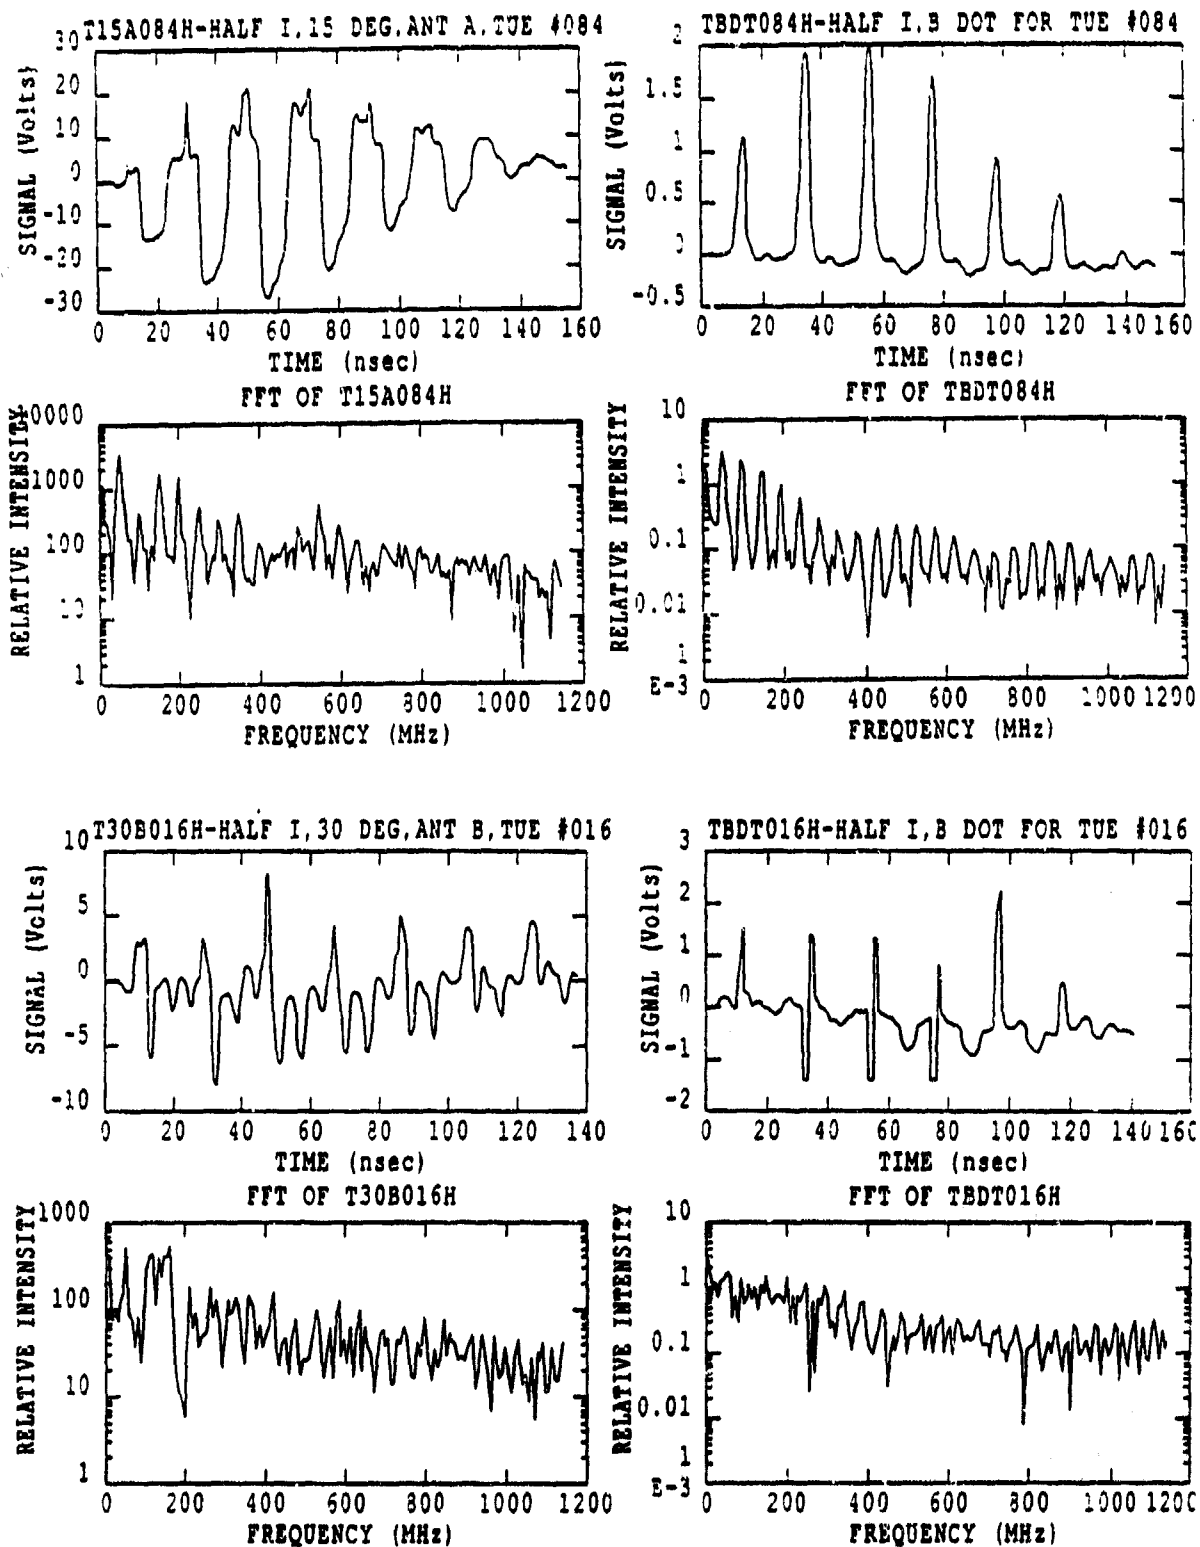 T15A084H-HALF I,15 DEG,ANT A,TUE #084
30
20
10
0
-10
-20
-30
SIGNAL (Volts)
0 20 40 60 80 100 120 140 160
TIME (nsec)
TBDT084H-HALF I,B DOT FOR TUE #084
2
1.5
1
0.5
0
-0.5
SIGNAL (Volts)
0 20 40 60 80 100 120 140 160
TIME (nsec)
FFT OF T15A084H
0000
1000
100
10
1
RELATIVE INTENSITY
0 200 400 600 800 1000 1200
FREQUENCY (MHz)
FFT OF TBDT084H
10
1
0.1
0.01
1
E-3
RELATIVE INTENSITY
0 200 400 600 800 1000 1200
FREQUENCY (MHz)
T30B016H-HALF I,30 DEG,ANT B,TUE #016
10
5
0
-5
-10
SIGNAL (Volts)
0 20 40 60 80 100 120 140
TIME (nsec)
TBDT016H-HALF I,B DOT FOR TUE #016
3
2
1
0
-1
-2
SIGNAL (Volts)
0 20 40 60 80 100 120 140 160
TIME (nsec)
FFT OF T30B016H
1000
100
10
1
RELATIVE INTENSITY
0 200 400 600 800 1000 1200
FREQUENCY (MHz)
FFT OF TBDT016H
10
1
0.1
0.01
1
E-3
RELATIVE INTENSITY
0 200 400 600 800 1000 1200
FREQUENCY (MHz)